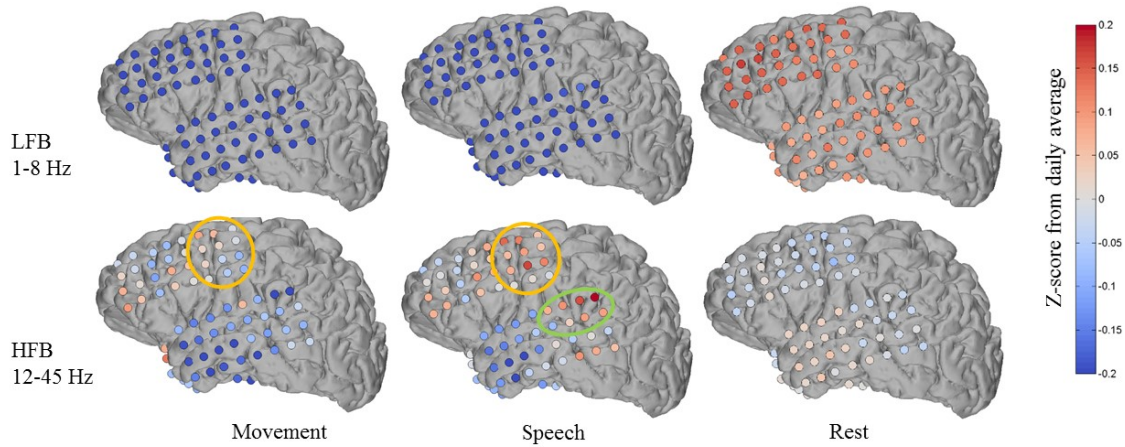 LFB
1-8 Hz
HFB
12-45 Hz
Movement
Speech
Rest
0.2
0.15
0.1
0.05
0
-0.05
-0.1
-0.15
-0.2
Z-score from daily average